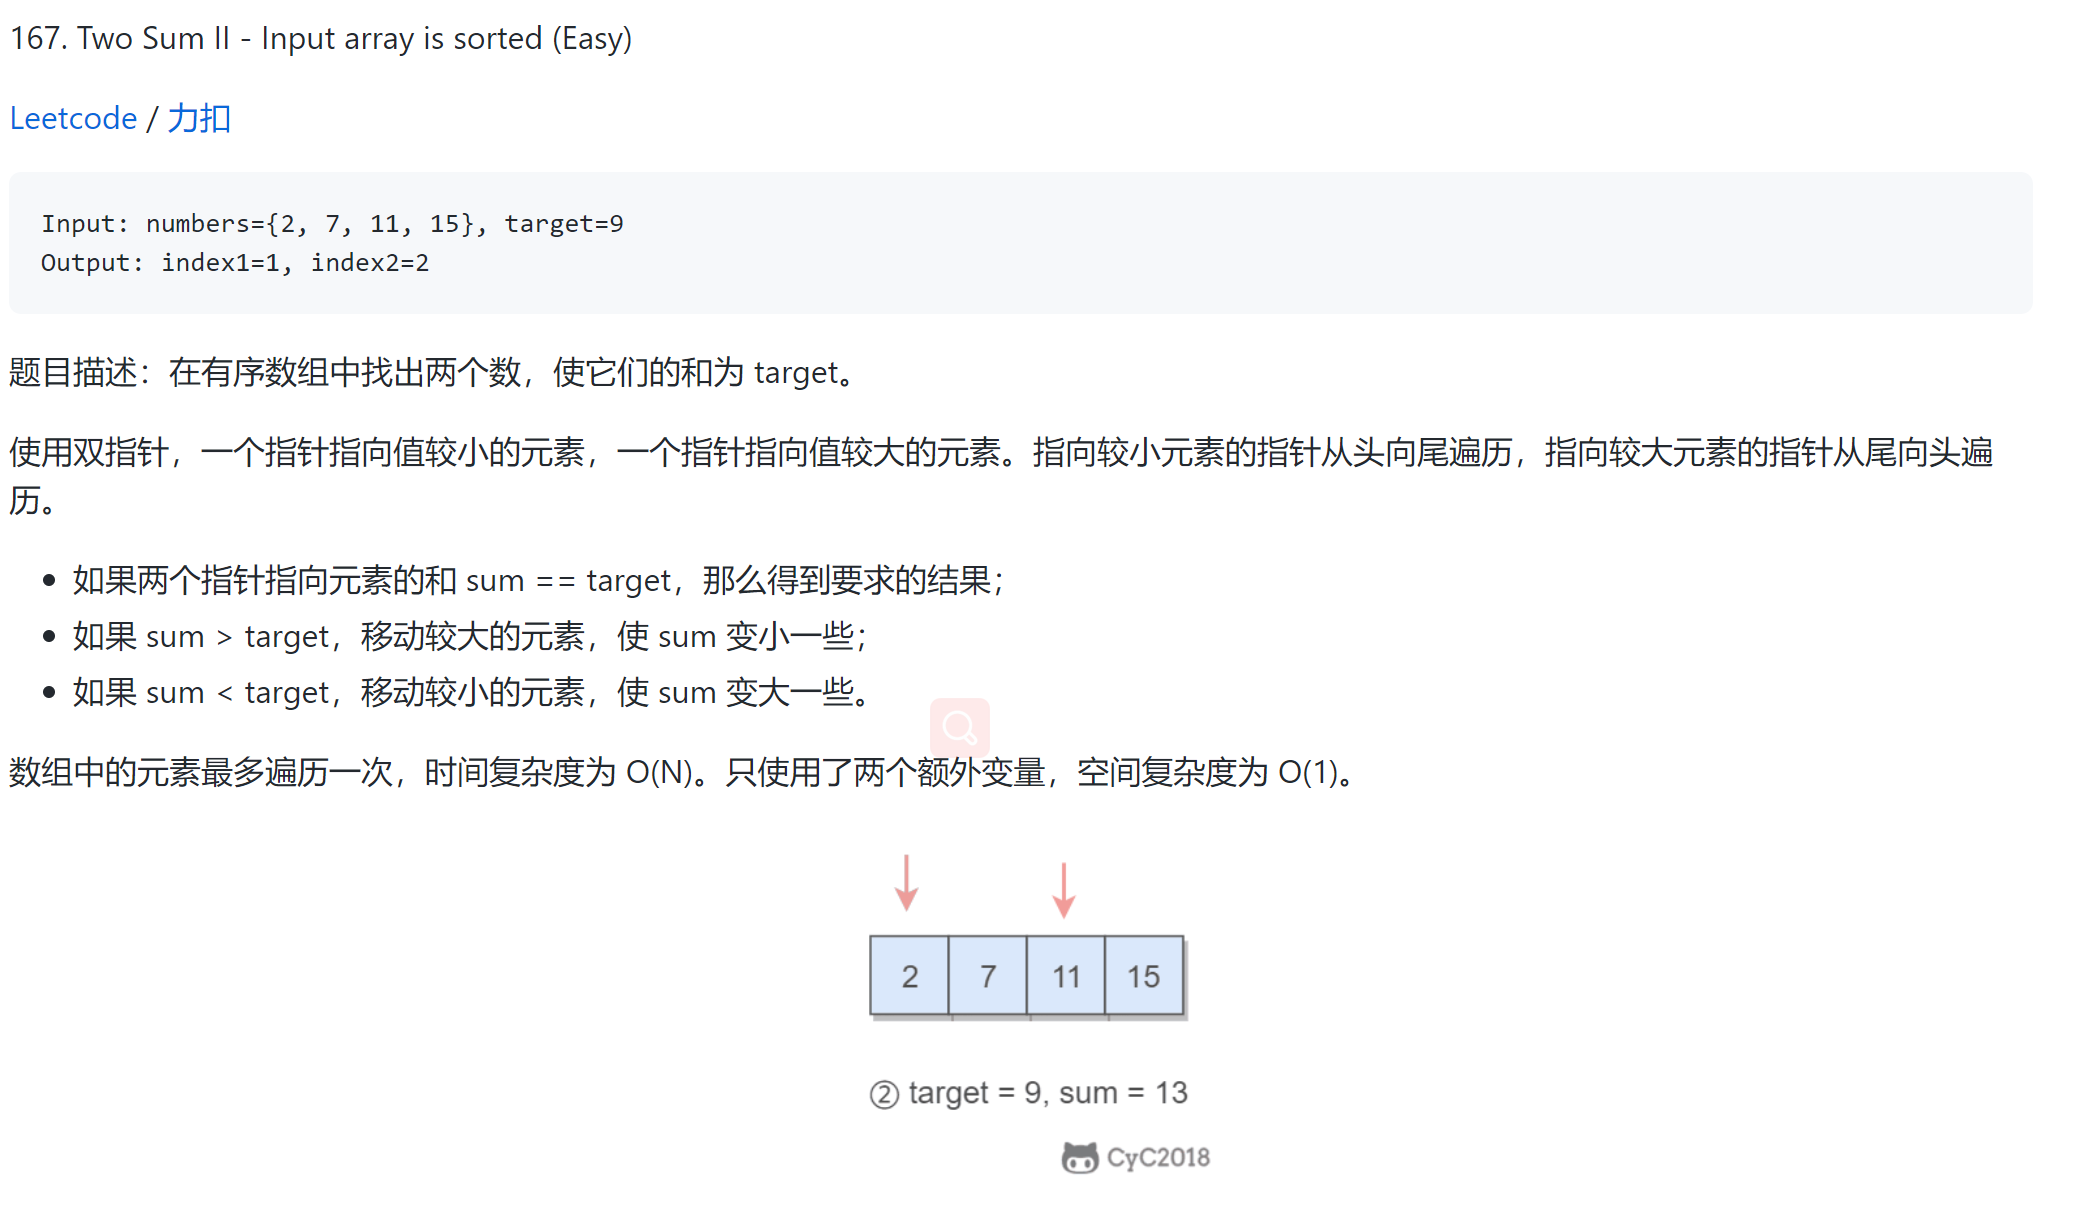 167. Two Sum II - Input array is sorted (Easy)
Leetcode / 力扣
Input: numbers={2, 7, 11, 15}, target=9
Output: index1=1, index2=2
题目描述：在有序数组中找出两个数，使它们的和为 target。
使用双指针，一个指针指向值较小的元素，一个指针指向值较大的元素。指向较小元素的指针从头向尾遍历，指向较大元素的指针从尾向头遍
历。
• 如果两个指针指向元素的和 sum == target，那么得到要求的结果；
• 如果 sum > target，移动较大的元素，使 sum 变小一些；
• 如果 sum < target，移动较小的元素，使 sum 变大一些。
数组中的元素最多遍历一次，时间复杂度为 O(N)。只使用了两个额外变量，空间复杂度为 O(1)。
2 7 11 15
② target = 9, sum = 13
CyC2018